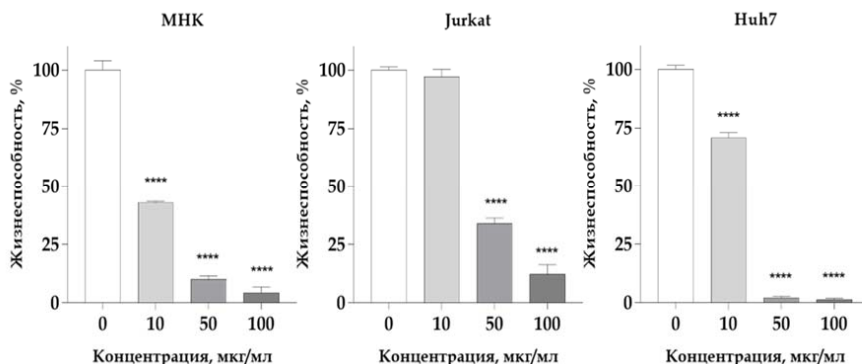 МНК
Jurkat
Huh7
Жизнеспособность, %
100
75
50
25
0
****
****
****
0 10 50 100
Концентрация, мкг/мл
Жизнеспособность, %
100
75
50
25
0
****
****
0 10 50 100
Концентрация, мкг/мл
Жизнеспособность, %
100
75
50
25
0
****
****
****
0 10 50 100
Концентрация, мкг/мл